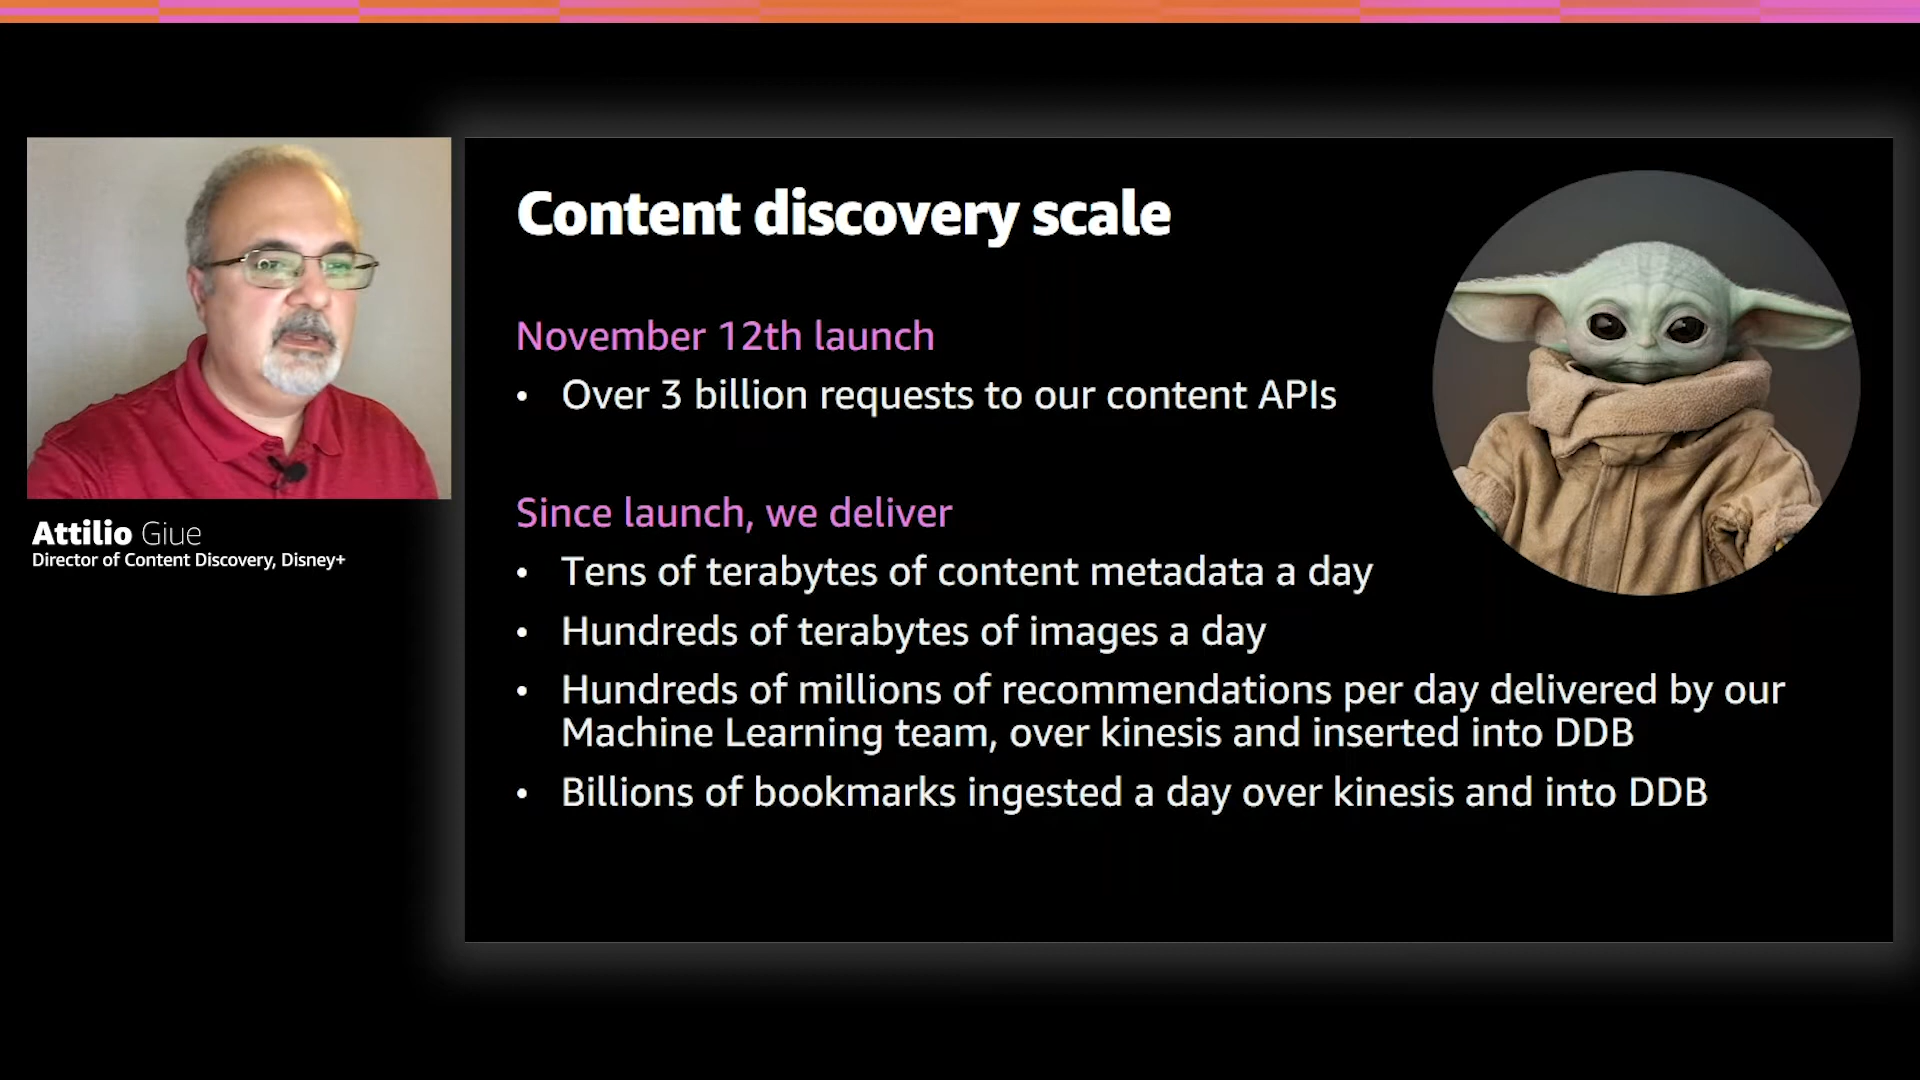 Content discovery scale
November 12th launch
• Over 3 billion requests to our content APIs
Since launch, we deliver
• Tens of terabytes of content metadata a day
• Hundreds of terabytes of images a day
• Hundreds of millions of recommendations per day delivered by our
Machine Learning team, over kinesis and inserted into DDB
• Billions of bookmarks ingested a day over kinesis and into DDB
Attilio Giue
Director of Content Discovery, Disney+